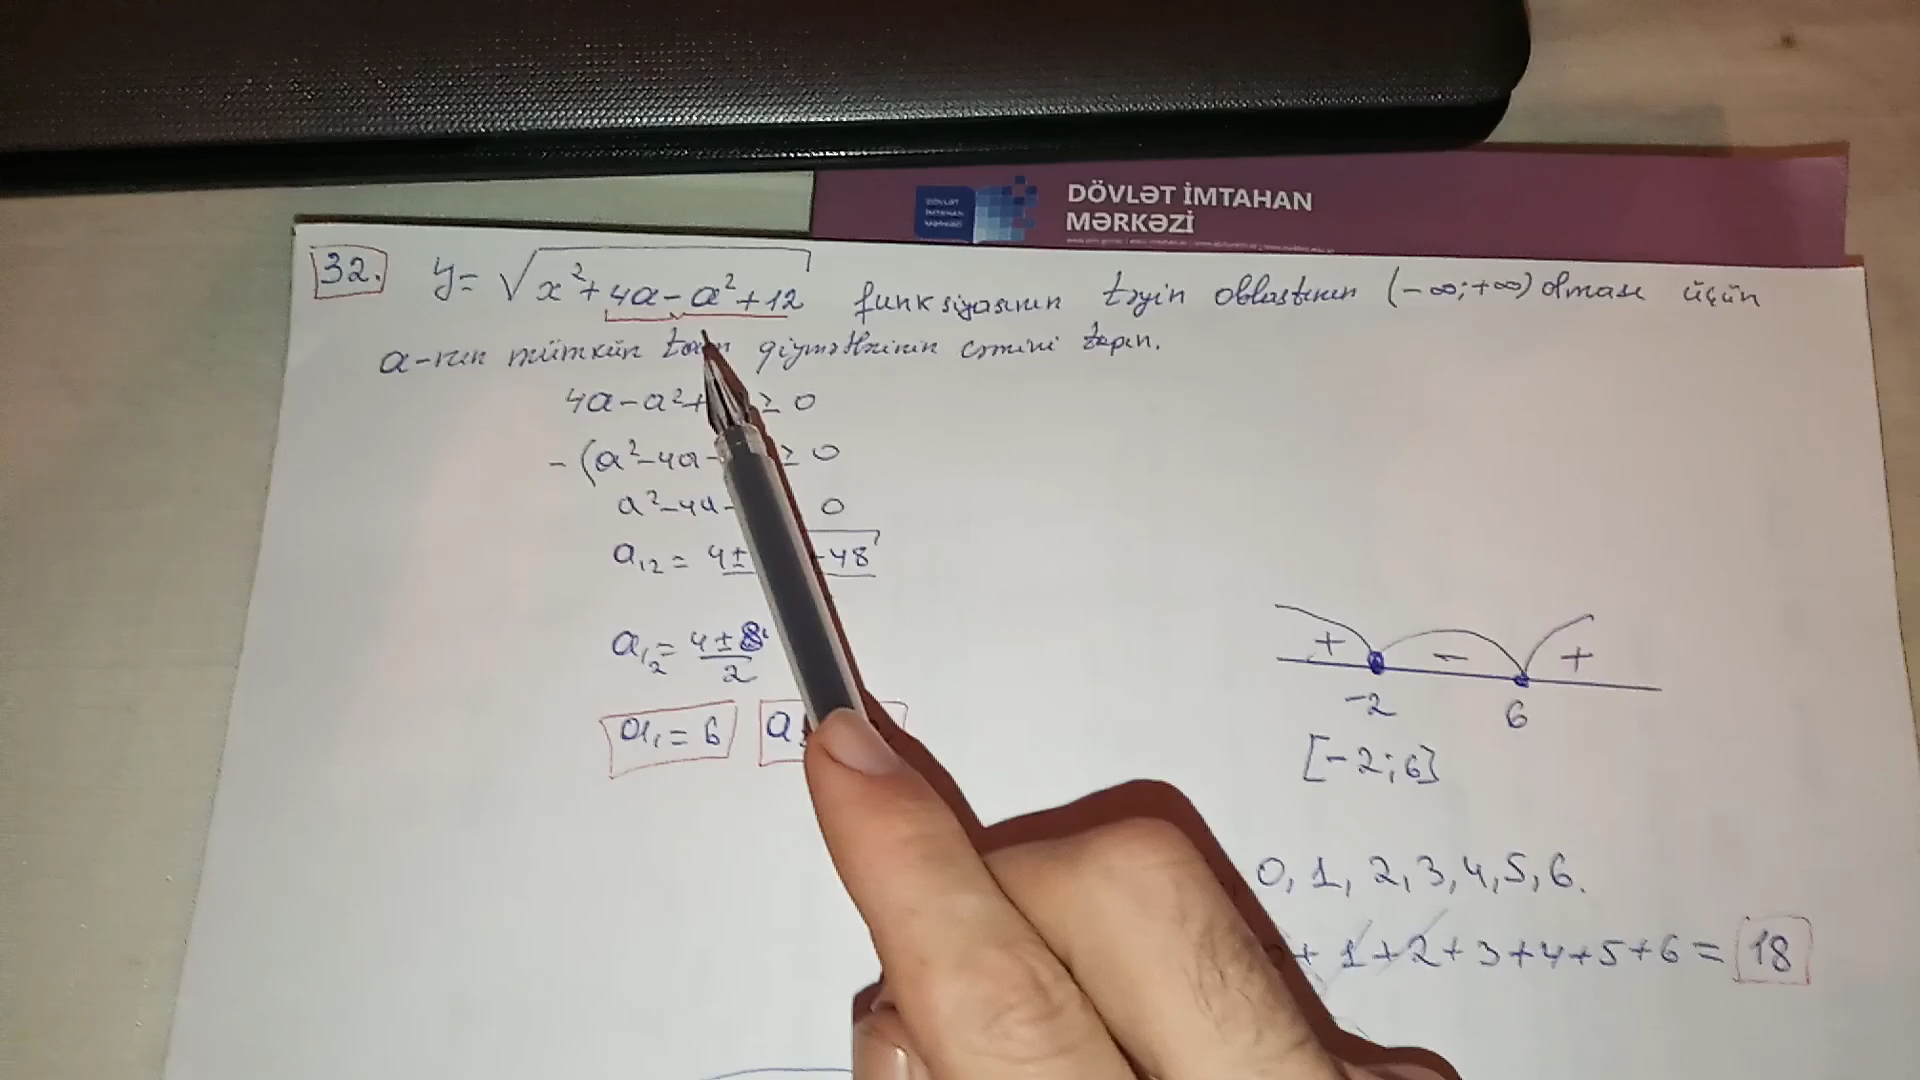 DÖVLƏT İMTAHAN
MƏRKƏZİ
32. y = √x²+4a-a²+12 funksiyasının təyin oblastının (-∞;+∞) olması üçün
a-nın mümkün tam qiymətlərinin cəmini tapın.
4a-a²+ ≥ 0
-(a²-4a- ≥ 0
a²-4a- 0
a₁₂ = 4± -48
a₁₂ = 4±8
2
a₁=6 a
+ - +
-2 6
[-2;6]
0, 1, 2, 3, 4, 5, 6.
+ 1 + 2 + 3 + 4 + 5 + 6 = 18